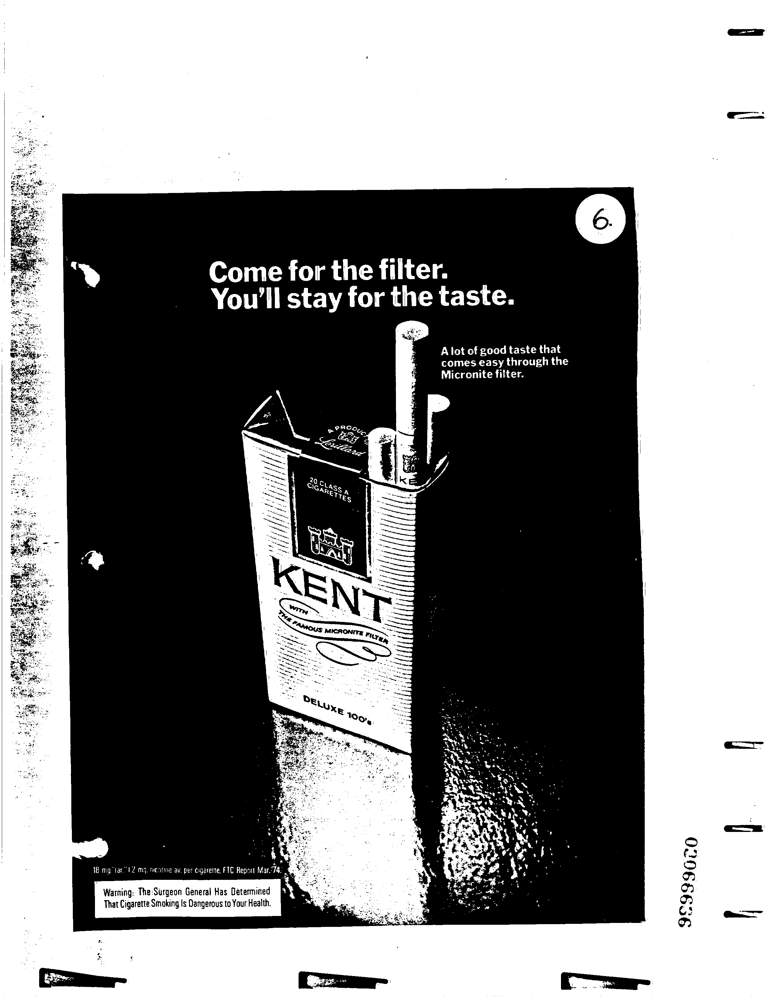 6.
Come for the filter.
You'll stay for the taste.
A lot of good taste that
comes easy through the
Micronite filter.
A PRODUCT
Lorillard
20 CLASS A
CIGARETTES
KENT
WITH
THE FAMOUS MICRONITE FILTER
DELUXE 100's
18 mg. "tar," 1.2 mg. nicotine av. per cigarette, FTC Report Mar. '74
Warning: The Surgeon General Has Determined
That Cigarette Smoking Is Dangerous to Your Health.
03066636